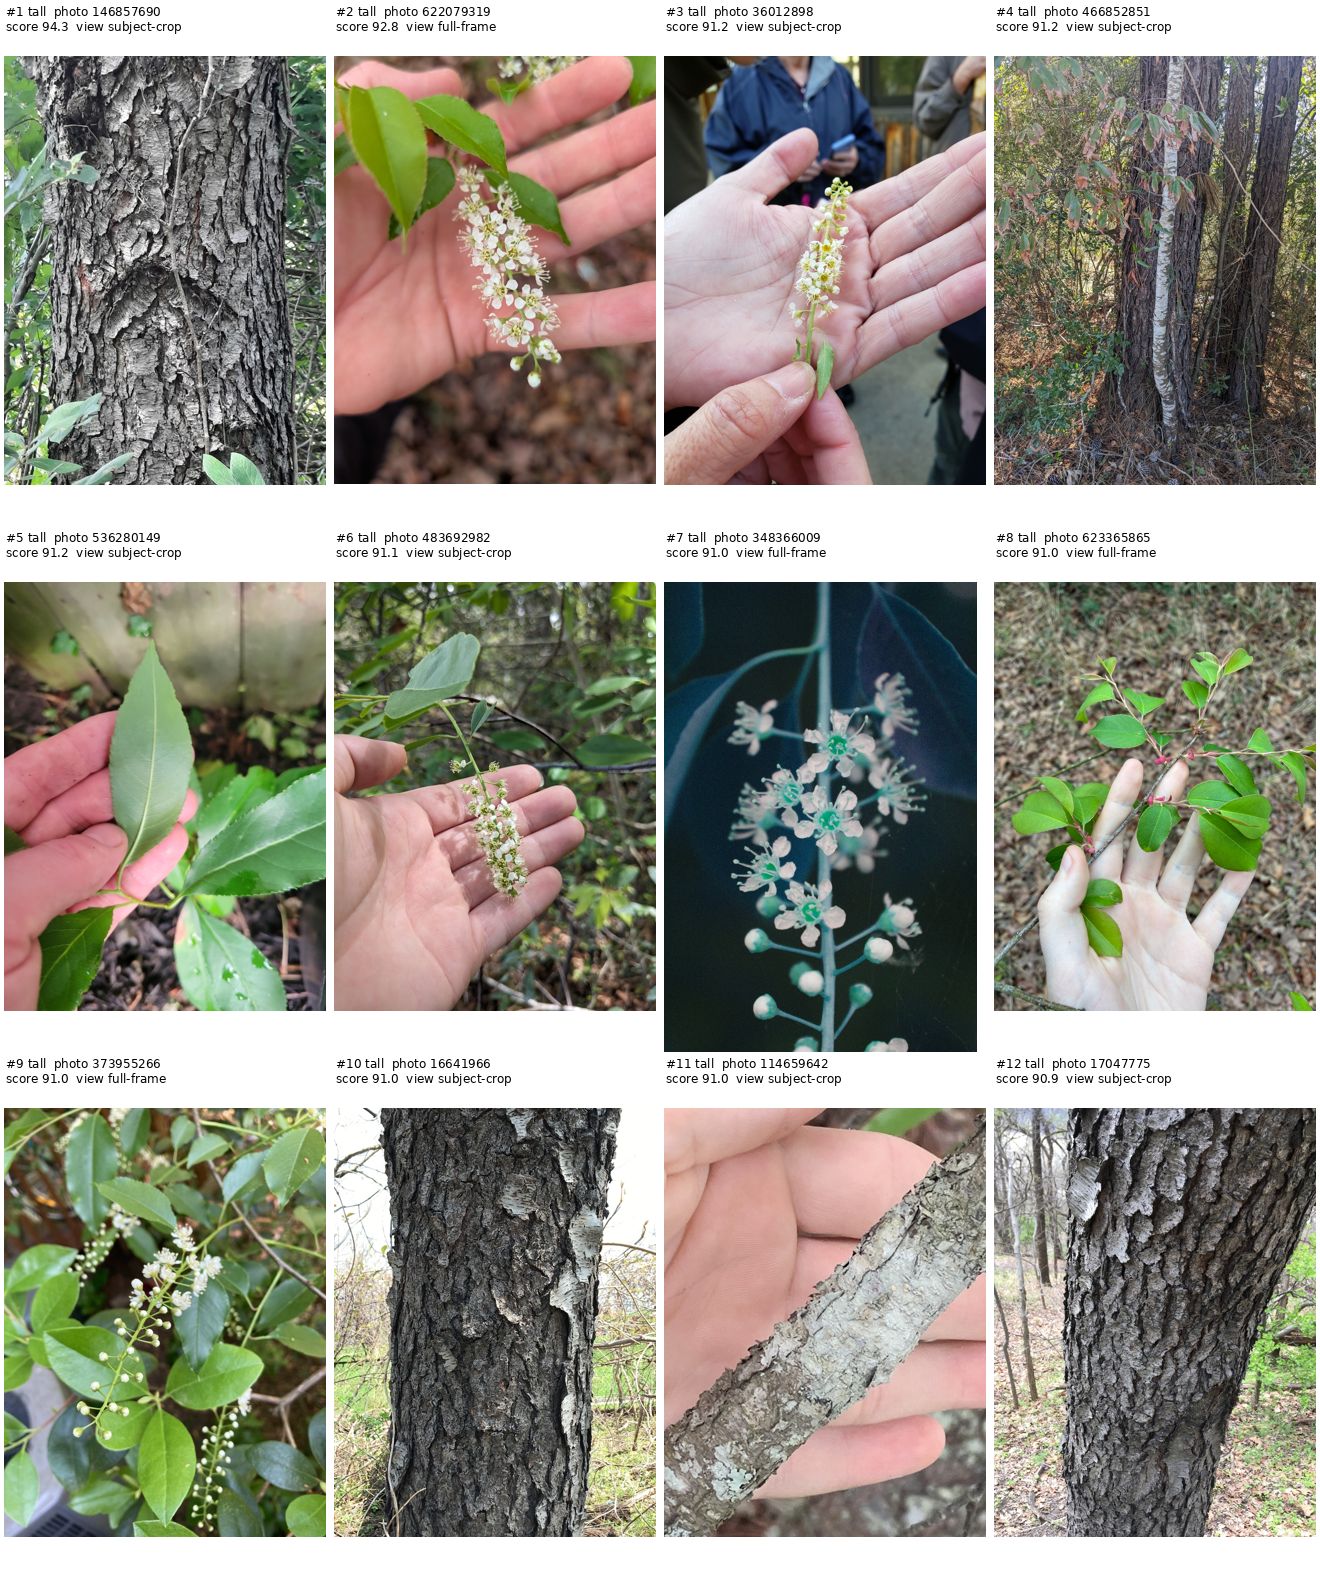 #1 tall photo 146857690
score 94.3 view subject-crop
#2 tall photo 622079319
score 92.8 view full-frame
#3 tall photo 36012898
score 91.2 view subject-crop
#4 tall photo 466852851
score 91.2 view subject-crop
#5 tall photo 536280149
score 91.2 view subject-crop
#6 tall photo 483692982
score 91.1 view subject-crop
#7 tall photo 348366009
score 91.0 view full-frame
#8 tall photo 623365865
score 91.0 view full-frame
#9 tall photo 373955266
score 91.0 view full-frame
#10 tall photo 16641966
score 91.0 view subject-crop
#11 tall photo 114659642
score 91.0 view subject-crop
#12 tall photo 17047775
score 90.9 view subject-crop